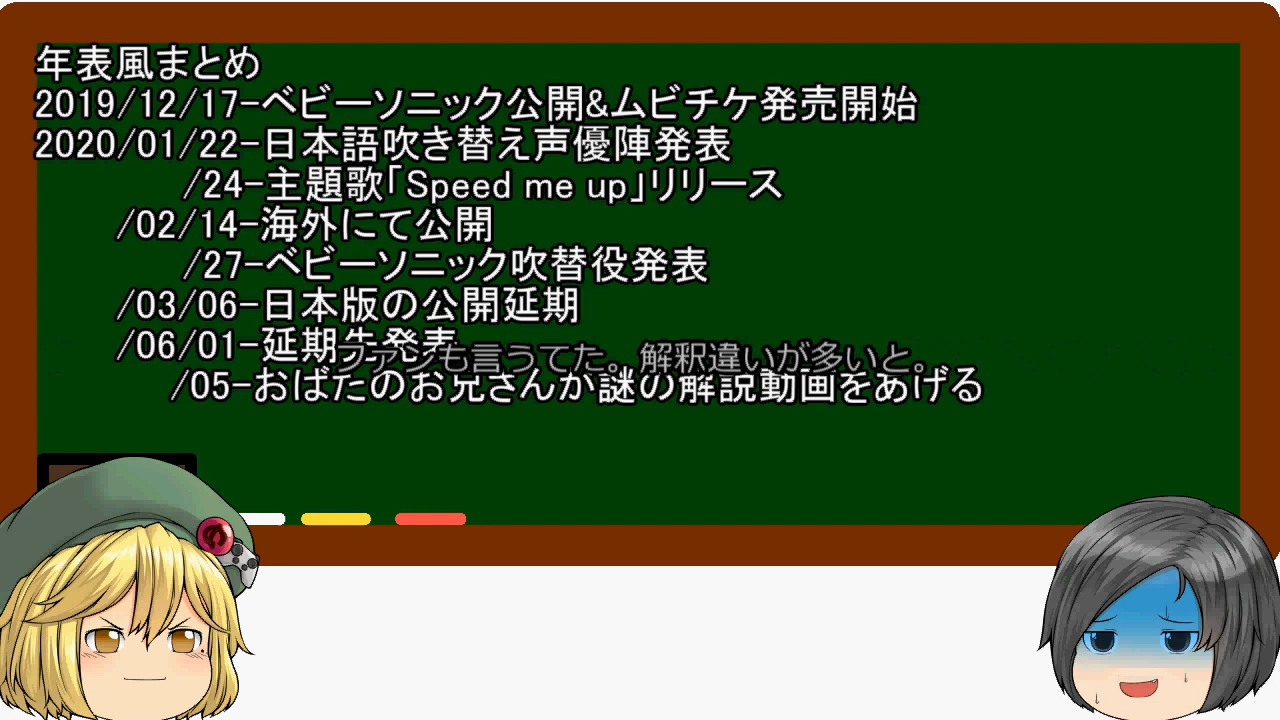 年表風まとめ
2019/12/17-ベビーソニック公開&ムビチケ発売開始
2020/01/22-日本語吹き替え声優陣発表
/24-主題歌「Speed me up」リリース
/02/14-海外にて公開
/27-ベビーソニック吹替役発表
/03/06-日本版の公開延期
/06/01-延期先発表
ファンも言うてた。解釈違いが多いと。
/05-おばたのお兄さんが謎の解説動画をあげる